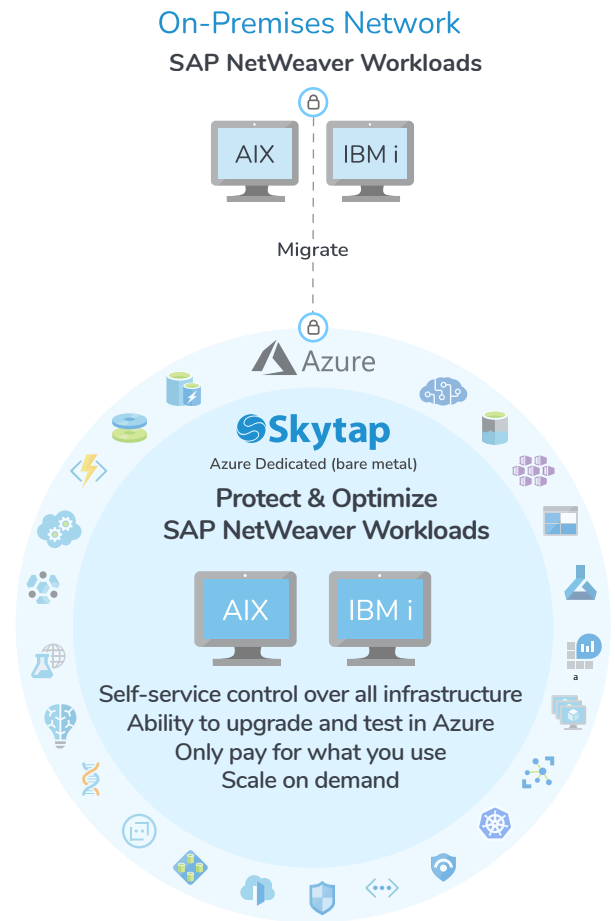 On-Premises Network
SAP NetWeaver Workloads
AIX
IBM i
Migrate
Azure
Skytap
Azure Dedicated (bare metal)
Protect & Optimize
SAP NetWeaver Workloads
AIX
IBM i
a
Self-service control over all infrastructure
Ability to upgrade and test in Azure
Only pay for what you use
Scale on demand